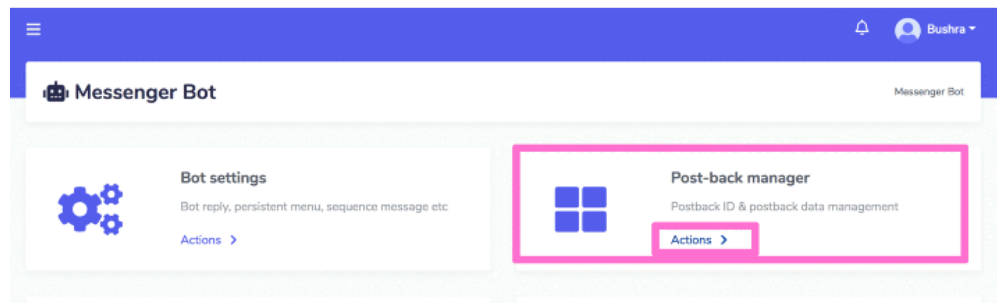 Bushra
Messenger Bot
Messenger Bot
Bot settings
Bot reply, persistent menu, sequence message etc
Actions
Post-back manager
Postback ID & postback data management
Actions